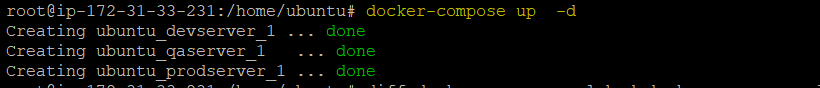 root@ip-172-31-33-231:/home/ubuntu# docker-compose up  -d
Creating ubuntu_devserver_1 ... done
Creating ubuntu_qaserver_1   ... done
Creating ubuntu_prodserver_1 ... done